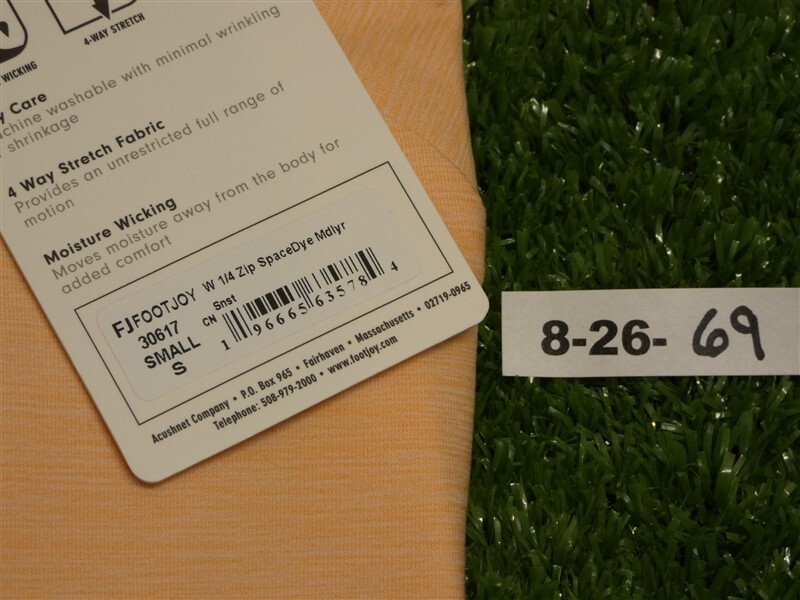 WICKING
4-WAY STRETCH
y Care
achine washable with minimal wrinkling
shrinkage
4 Way Stretch Fabric
Provides an unrestricted full range of
motion
Moisture Wicking
Moves moisture away from the body for
added comfort
FJFOOTJOY W 1/4 Zip SpaceDye Mdlyr
30617 CN Snst
SMALL
S
1 96665 63578 4
Acushnet Company • P.O. Box 965 • Fairhaven • Massachusetts • 02719-0965
Telephone: 508-979-2000 • www.footjoy.com
8-26- 69